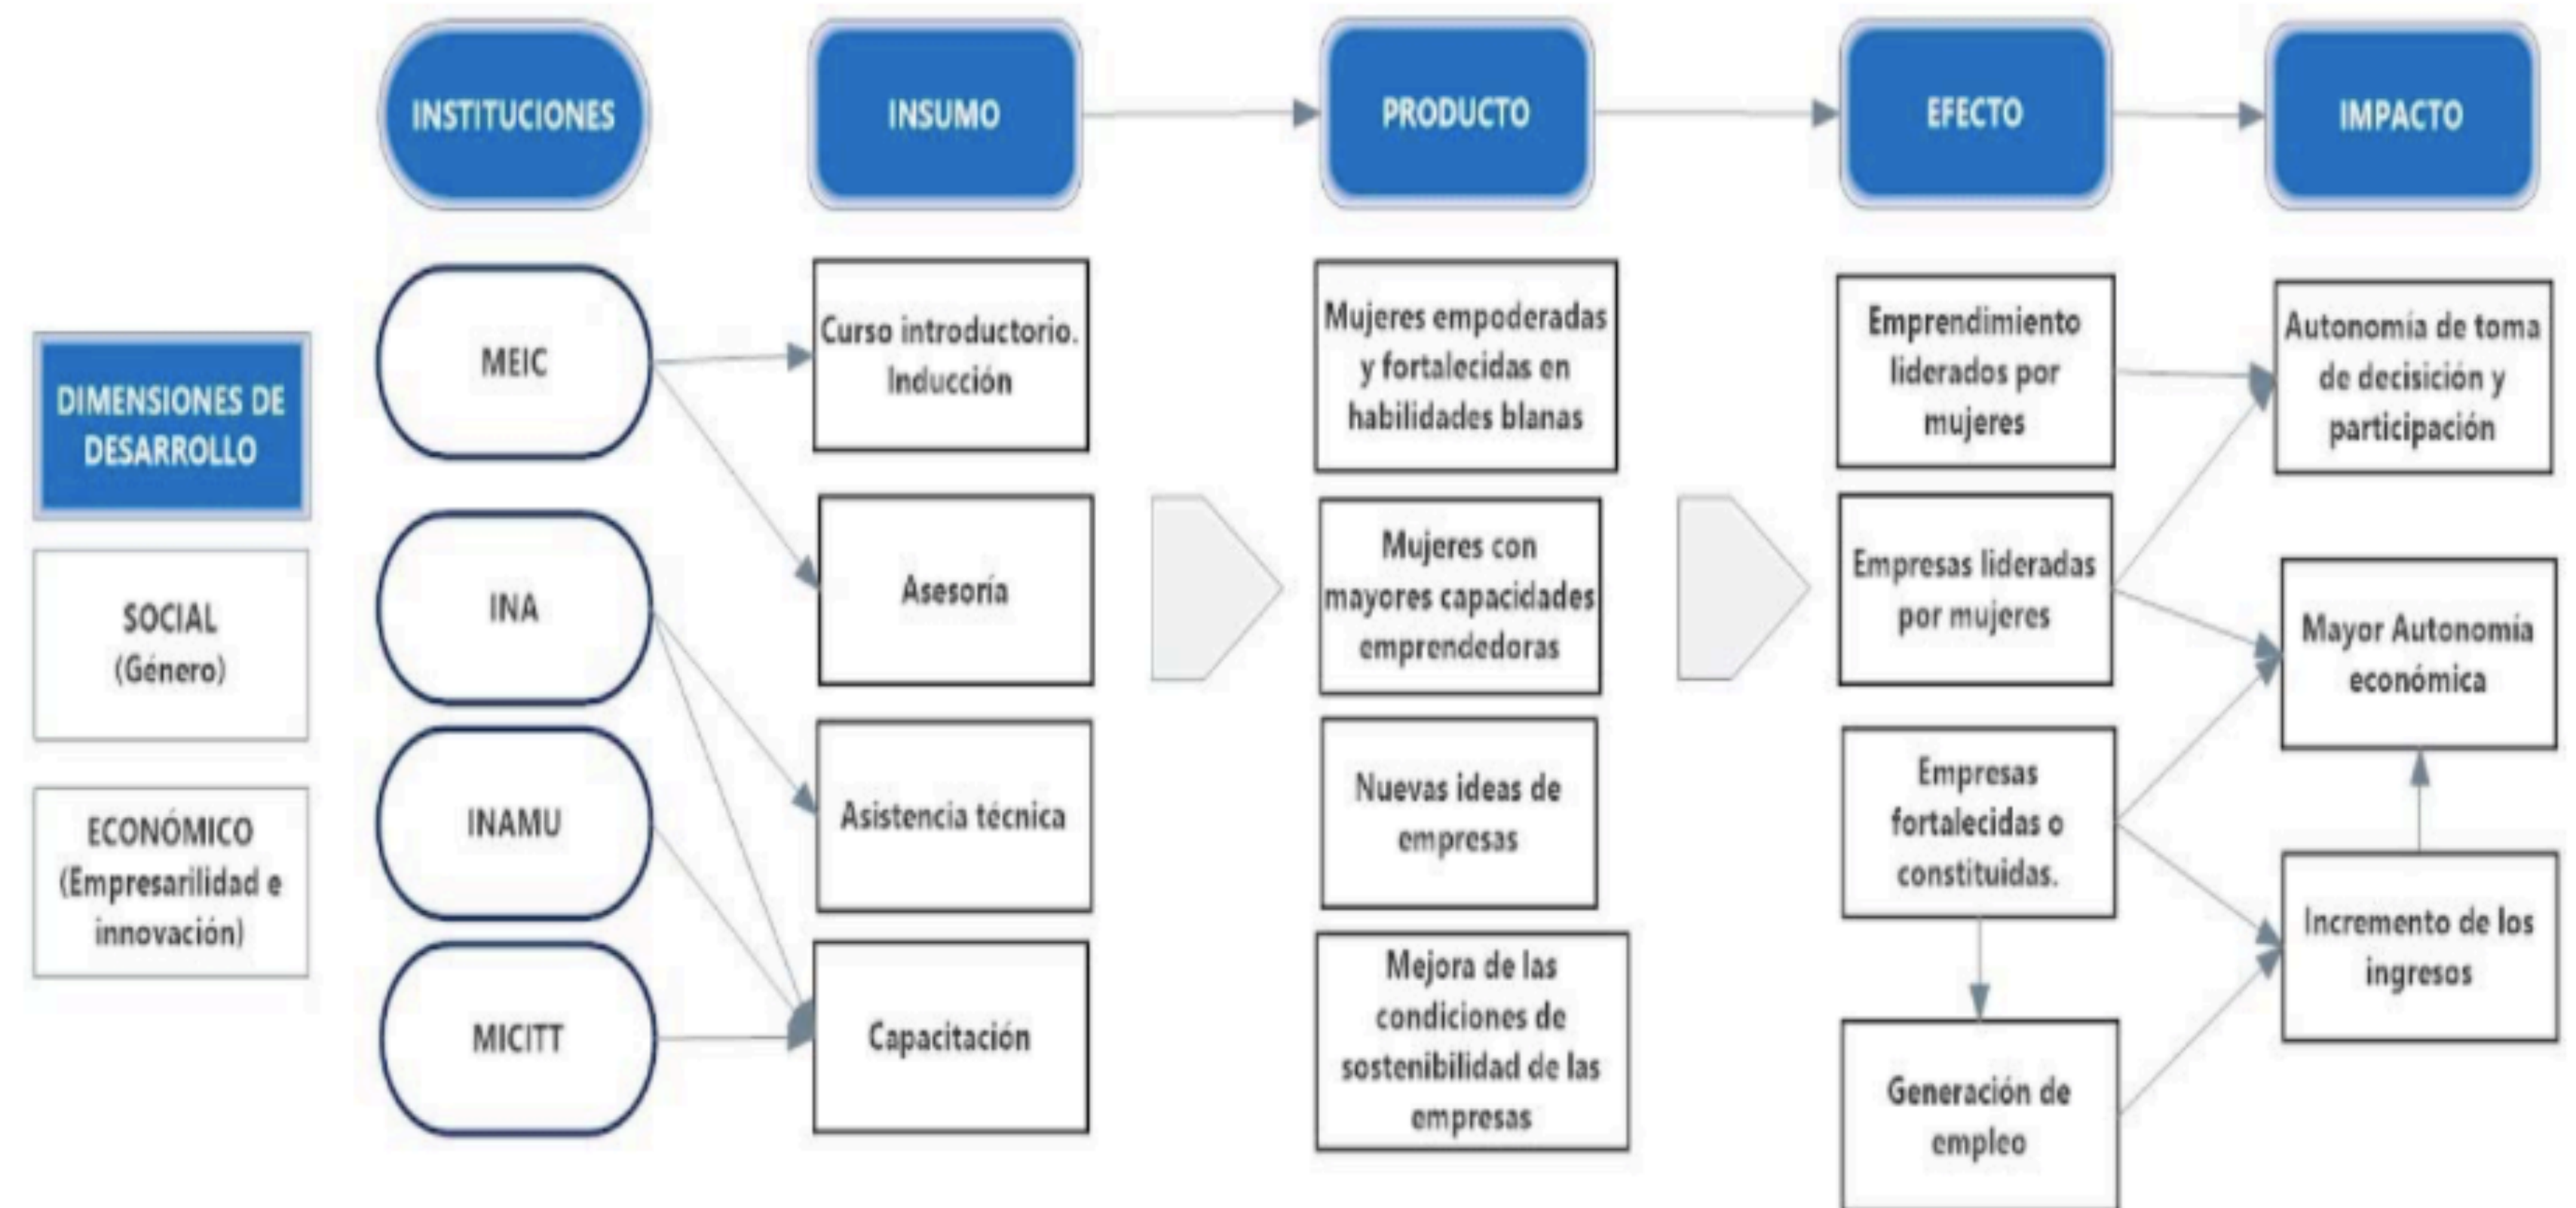 INSTITUCIONES
INSUMO
PRODUCTO
EFECTO
IMPACTO
DIMENSIONES DE
DESARROLLO
SOCIAL
(Género)
ECONÓMICO
(Empresarilidad e
innovación)
MEIC
INA
INAMU
MICITT
Curso introductorio.
Inducción
Asesoría
Asistencia técnica
Capacitación
Mujeres empoderadas
y fortalecidas en
habilidades blanas
Mujeres con
mayores capacidades
emprendedoras
Nuevas ideas de
empresas
Mejora de las
condiciones de
sostenibilidad de las
empresas
Emprendimiento
liderados por
mujeres
Empresas lideradas
por mujeres
Empresas
fortalecidas o
constituidas.
Generación de
empleo
Autonomía de toma
de decisición y
participación
Mayor Autonomía
económica
Incremento de los
ingresos